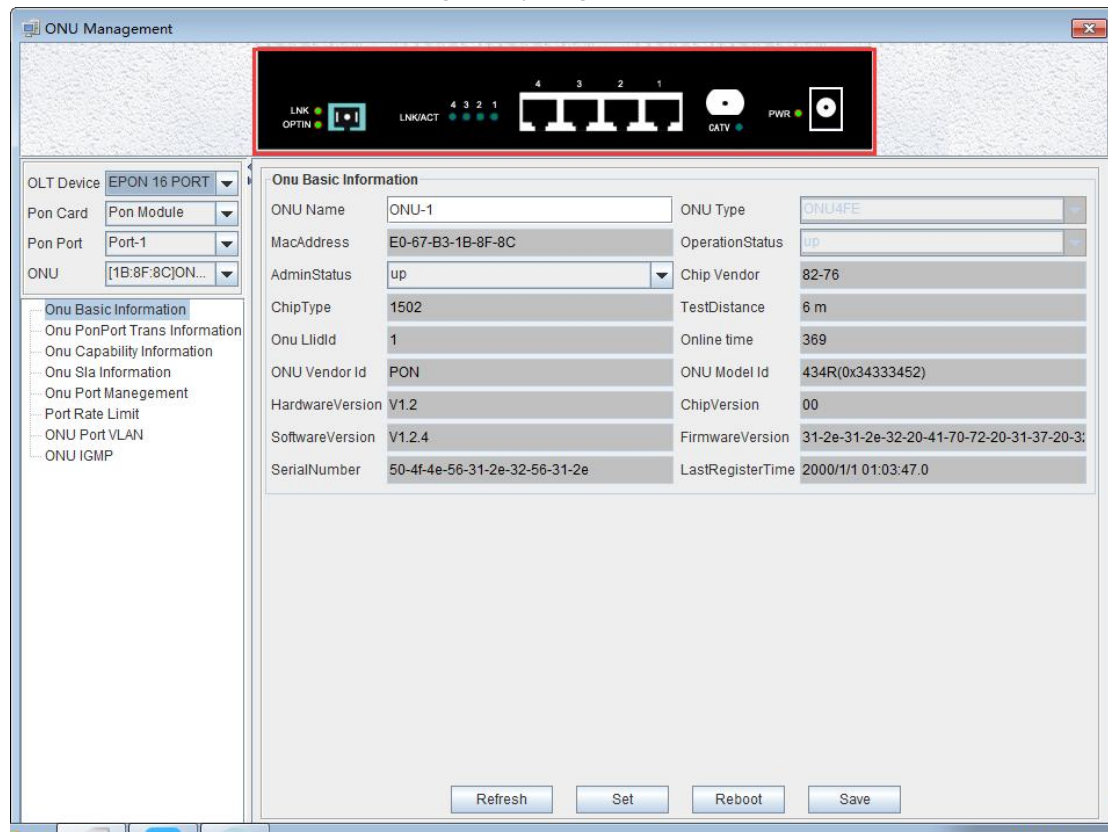 ONU Management
4 3 2 1
LNK
OPTIN
LNK/ACT
4 3 2 1
CATV
PWR
OLT Device EPON 16 PORT
Pon Card Pon Module
Pon Port Port-1
ONU [1B:8F:8C]ON...
Onu Basic Information
Onu PonPort Trans Information
Onu Capability Information
Onu Sla Information
Onu Port Manegement
Port Rate Limit
ONU Port VLAN
ONU IGMP
Onu Basic Information
ONU Name ONU-1 ONU Type ONU4FE
MacAddress E0-67-B3-1B-8F-8C OperationStatus up
AdminStatus up Chip Vendor 82-76
ChipType 1502 TestDistance 6 m
Onu LlidId 1 Online time 369
ONU Vendor Id PON ONU Model Id 434R(0x34333452)
HardwareVersion V1.2 ChipVersion 00
SoftwareVersion V1.2.4 FirmwareVersion 31-2e-31-2e-32-20-41-70-72-20-31-37-20-
SerialNumber 50-4f-4e-56-31-2e-32-56-31-2e LastRegisterTime 2000/1/1 01:03:47.0
Refresh Set Reboot Save